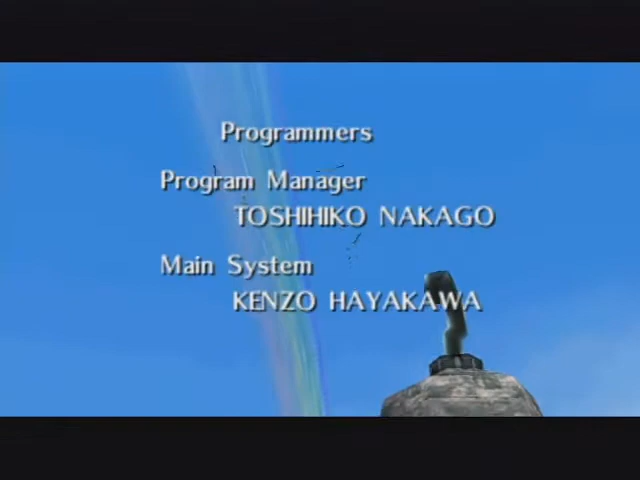 Programmers
Program Manager
TOSHIHIKO NAKAGO
Main System
KENZO HAYAKAWA